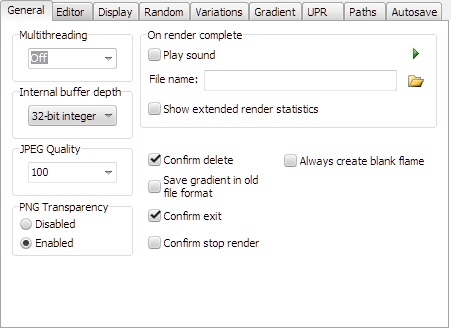 General Editor Display Random Variations Gradient UPR Paths Autosave
Multithreading
Off
Internal buffer depth
32-bit integer
JPEG Quality
100
PNG Transparency
Disabled
Enabled
On render complete
Play sound
File name:
Show extended render statistics
Confirm delete
Always create blank flame
Save gradient in old
file format
Confirm exit
Confirm stop render